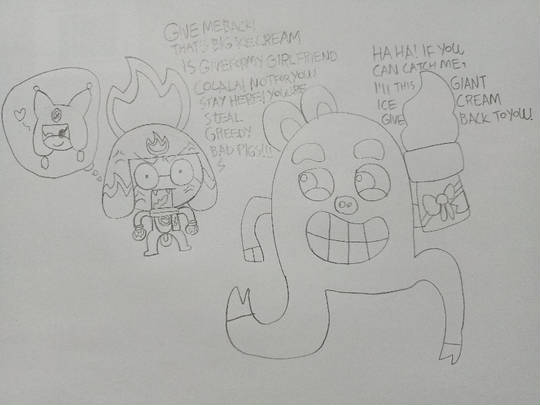 GIVE ME BACK!
THAT'S BIG ICE CREAM
IS GIVE FOR MY GIRLFRIEND
COLALA! NOT FOR YOU!
STAY HERE! YOU'RE
STEAL
GREEDY
BAD PIGS!!!
S
HA HA! IF YOU
CAN CATCH ME,
I'll THIS GIANT
ICE CREAM
GIVE BACK TO YOU!